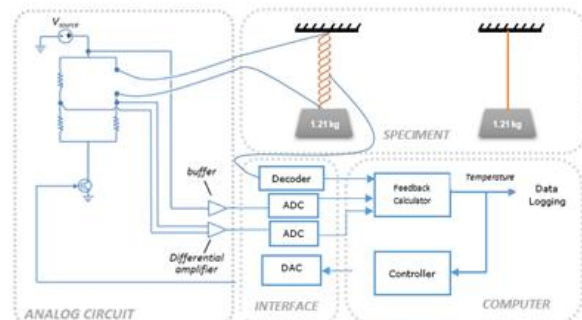 Vsource
1.21 kg
1.21 kg
SPECIMENT
buffer
Decoder
ADC
ADC
Differential
amplifier
DAC
Feedback
Calculator
Temperature
Data
Logging
Controller
ANALOG CIRCUIT
INTERFACE
COMPUTER